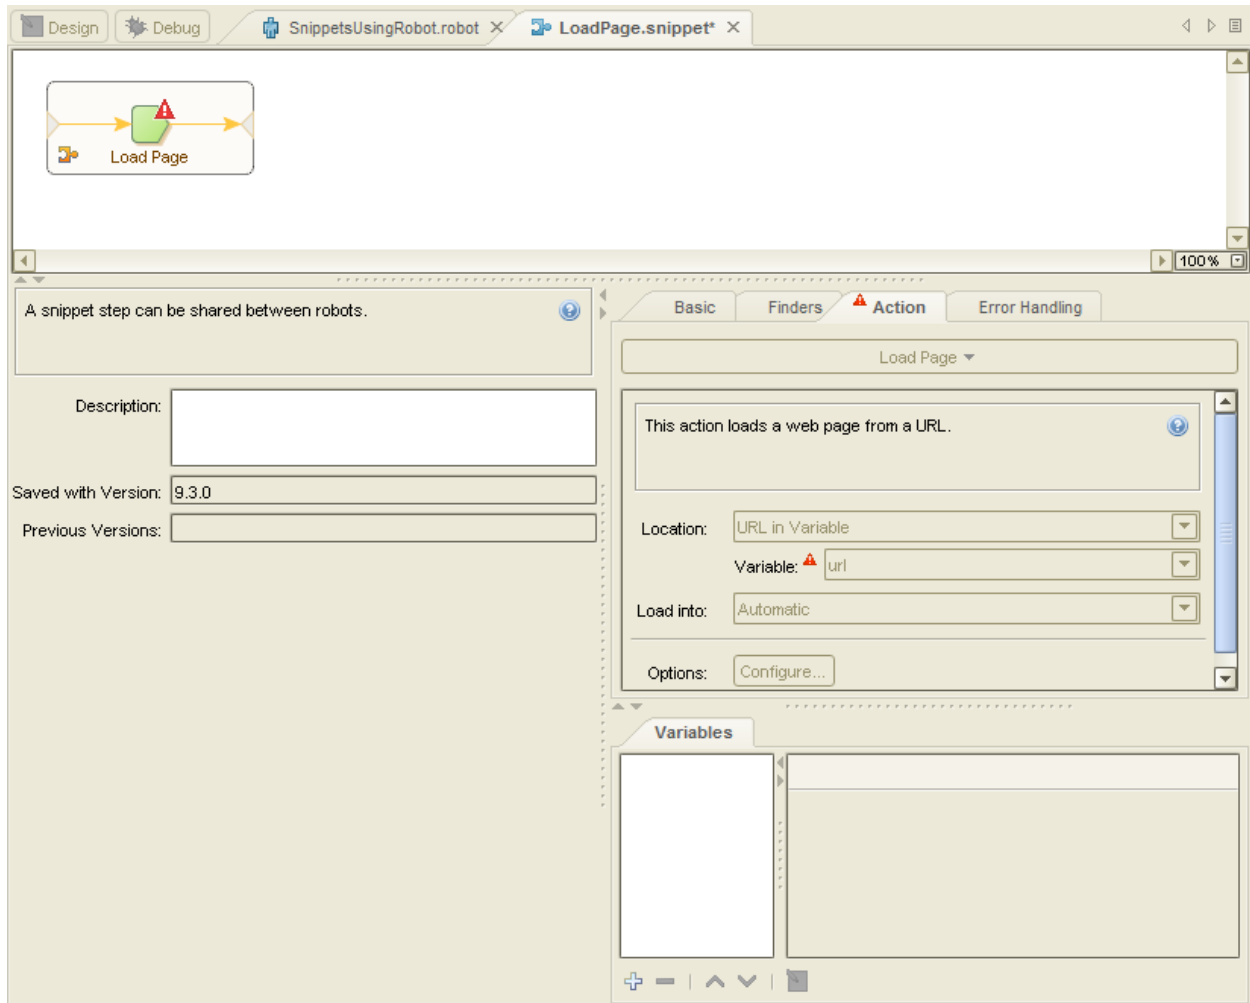 Design Debug SnippetsUsingRobot.robot LoadPage.snippet*
Load Page
100%
A snippet step can be shared between robots.
Description:
Saved with Version: 9.3.0
Previous Versions:
Basic Finders Action Error Handling
Load Page
This action loads a web page from a URL.
Location: URL in Variable
Variable: url
Load into: Automatic
Options: Configure...
Variables